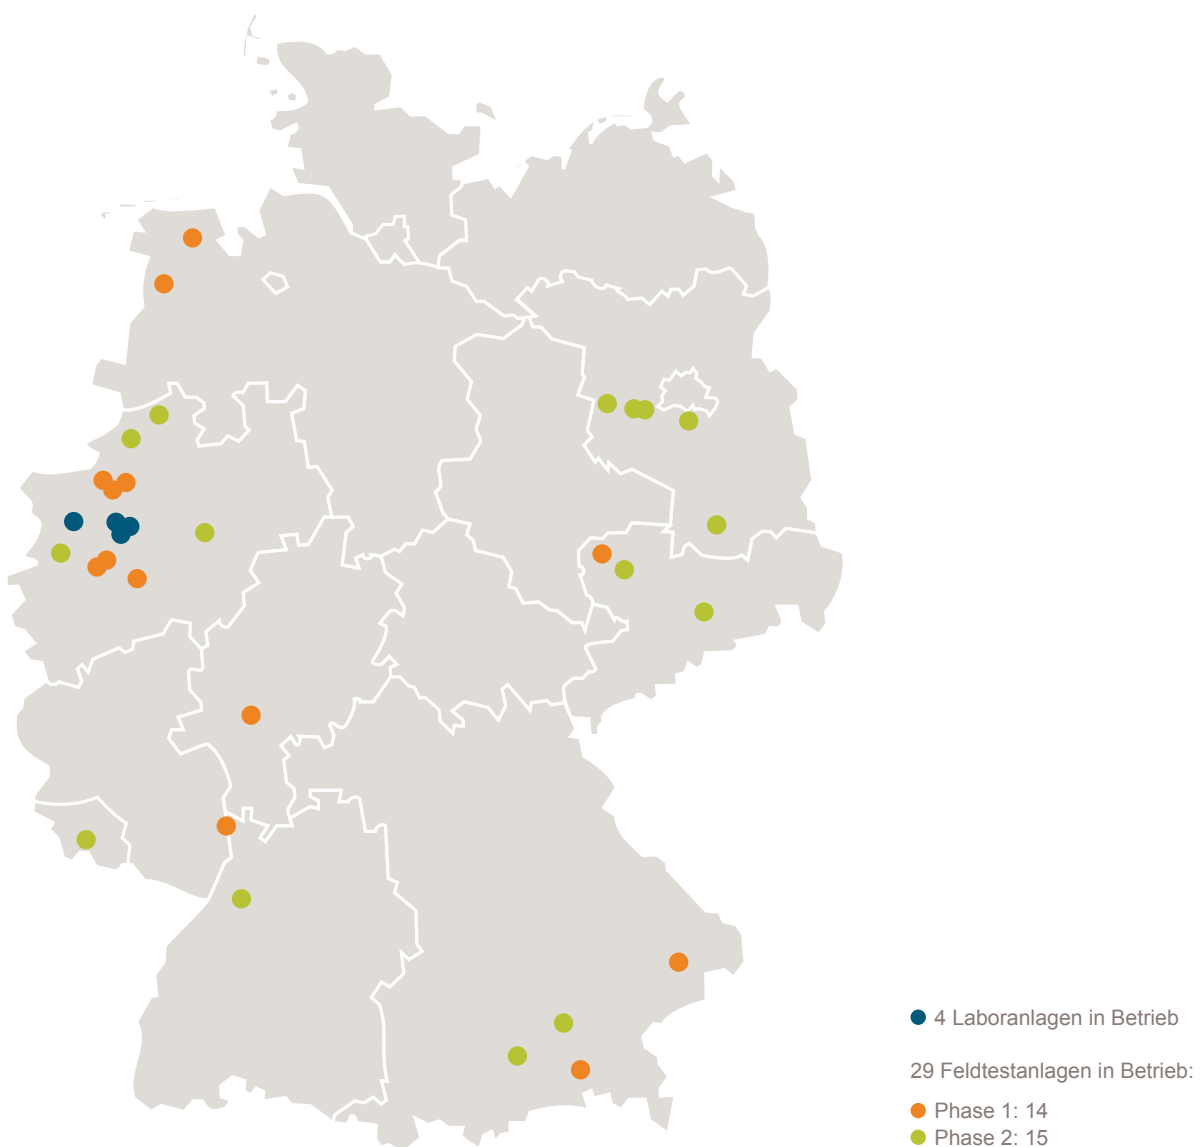 4 Laboranlagen in Betrieb
29 Feldtestanlagen in Betrieb:
Phase 1: 14
Phase 2: 15